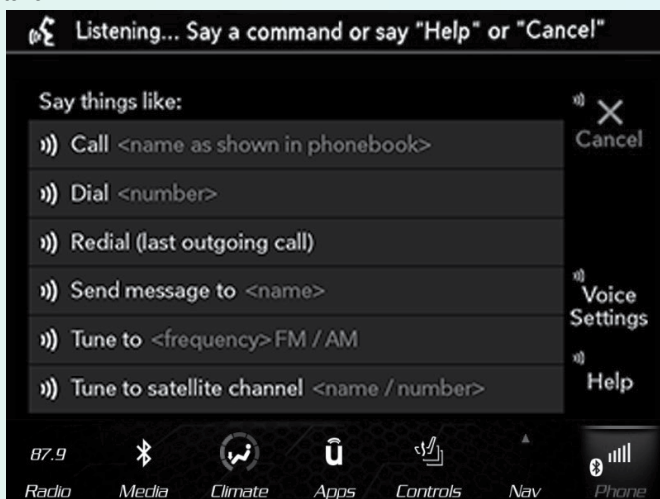 Listening... Say a command or say "Help" or "Cancel"
Say things like:
Cancel
Call <name as shown in phonebook>
Dial <number>
Redial (last outgoing call)
Send message to <name>
Voice
Settings
Tune to <frequency> FM / AM
Tune to satellite channel <name / number>
Help
87.9
Radio Media Climate Apps Controls Nav Phone